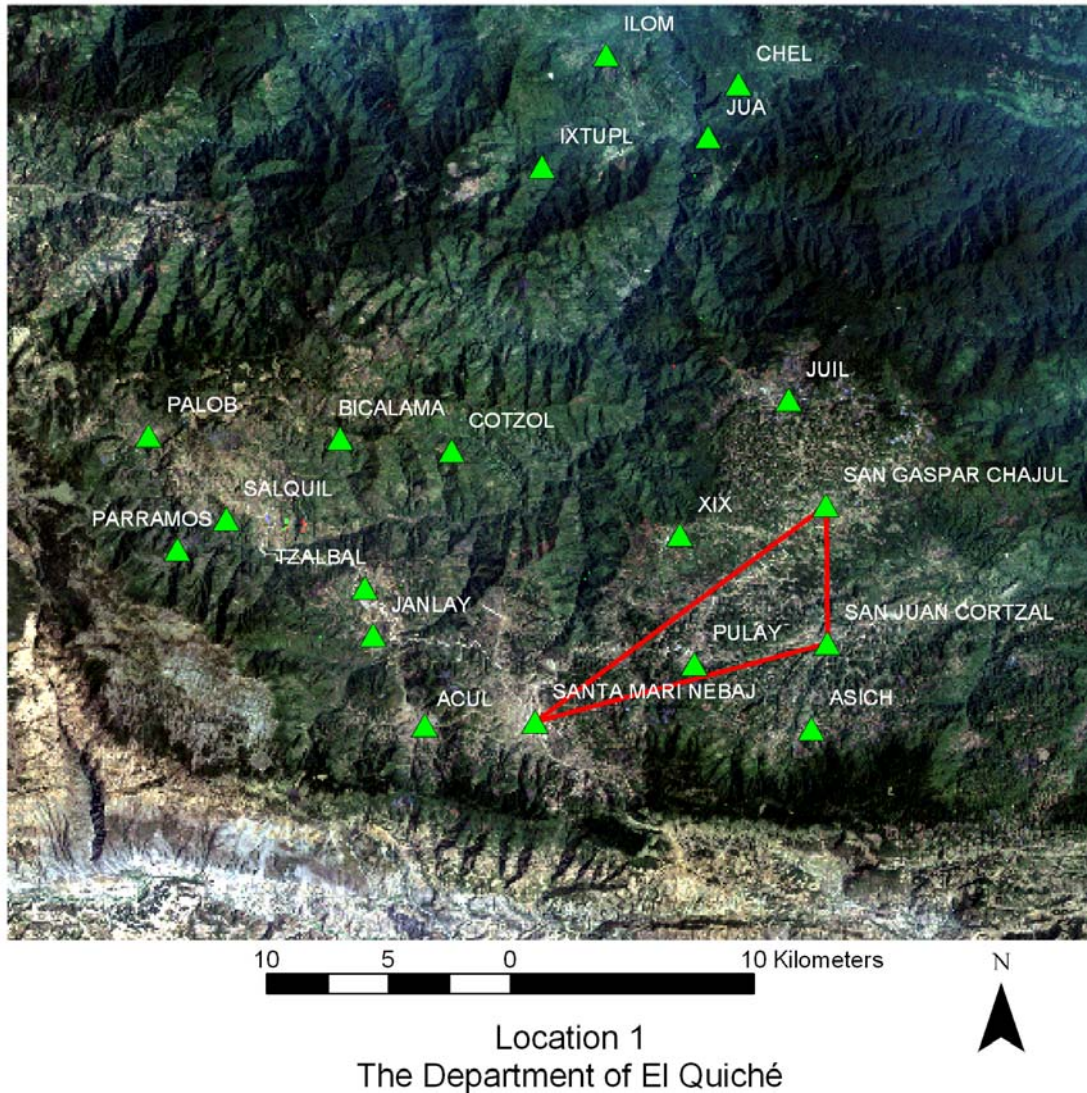 ILOM
CHEL
JUA
IXTUPL
JUIL
PALOB
BICALAMA
COTZOL
SAN GASPAR CHAJUL
SALQUIL
XIX
PARRAMOS
TZALBAL
JANLAY
SAN JUAN CORTZAL
PULAY
SANTA MARI NEBAJ
ACUL
ASICH
10 5 0 10 Kilometers
N
Location 1
The Department of El Quiché